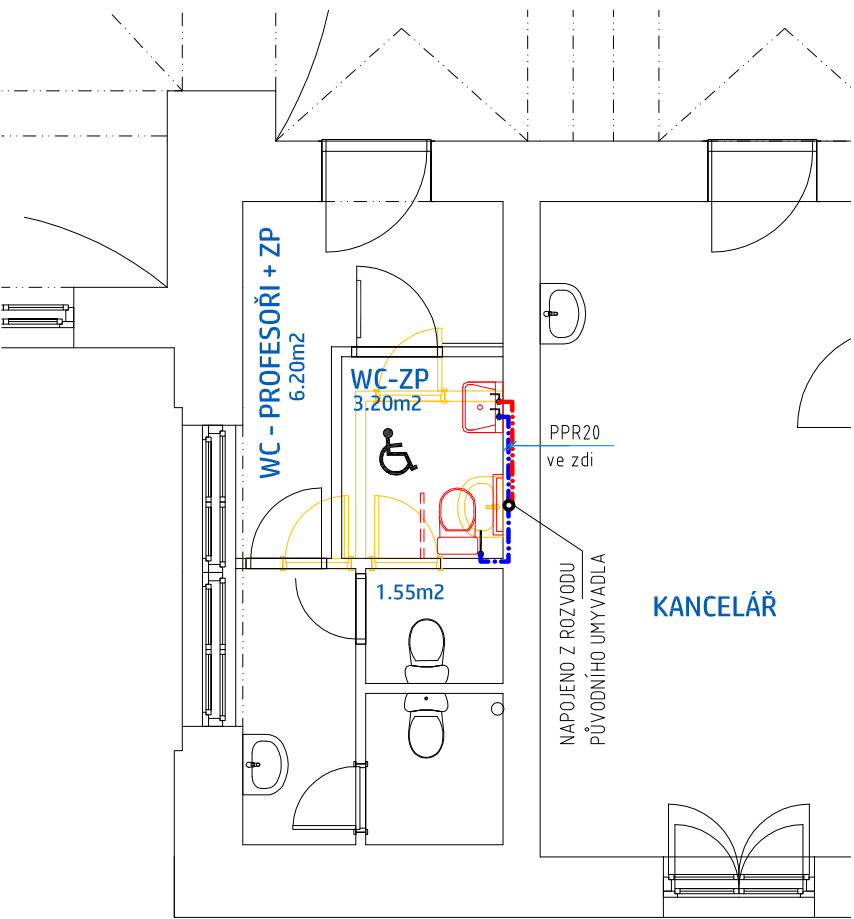 WC - PROFESOŘI + ZP
6.20m2
WC-ZP
3.20m2
PPR20
ve zdi
1.55m2
NAPOJENO Z ROZVODU
PŮVODNÍHO UMYVADLA
KANCELÁŘ